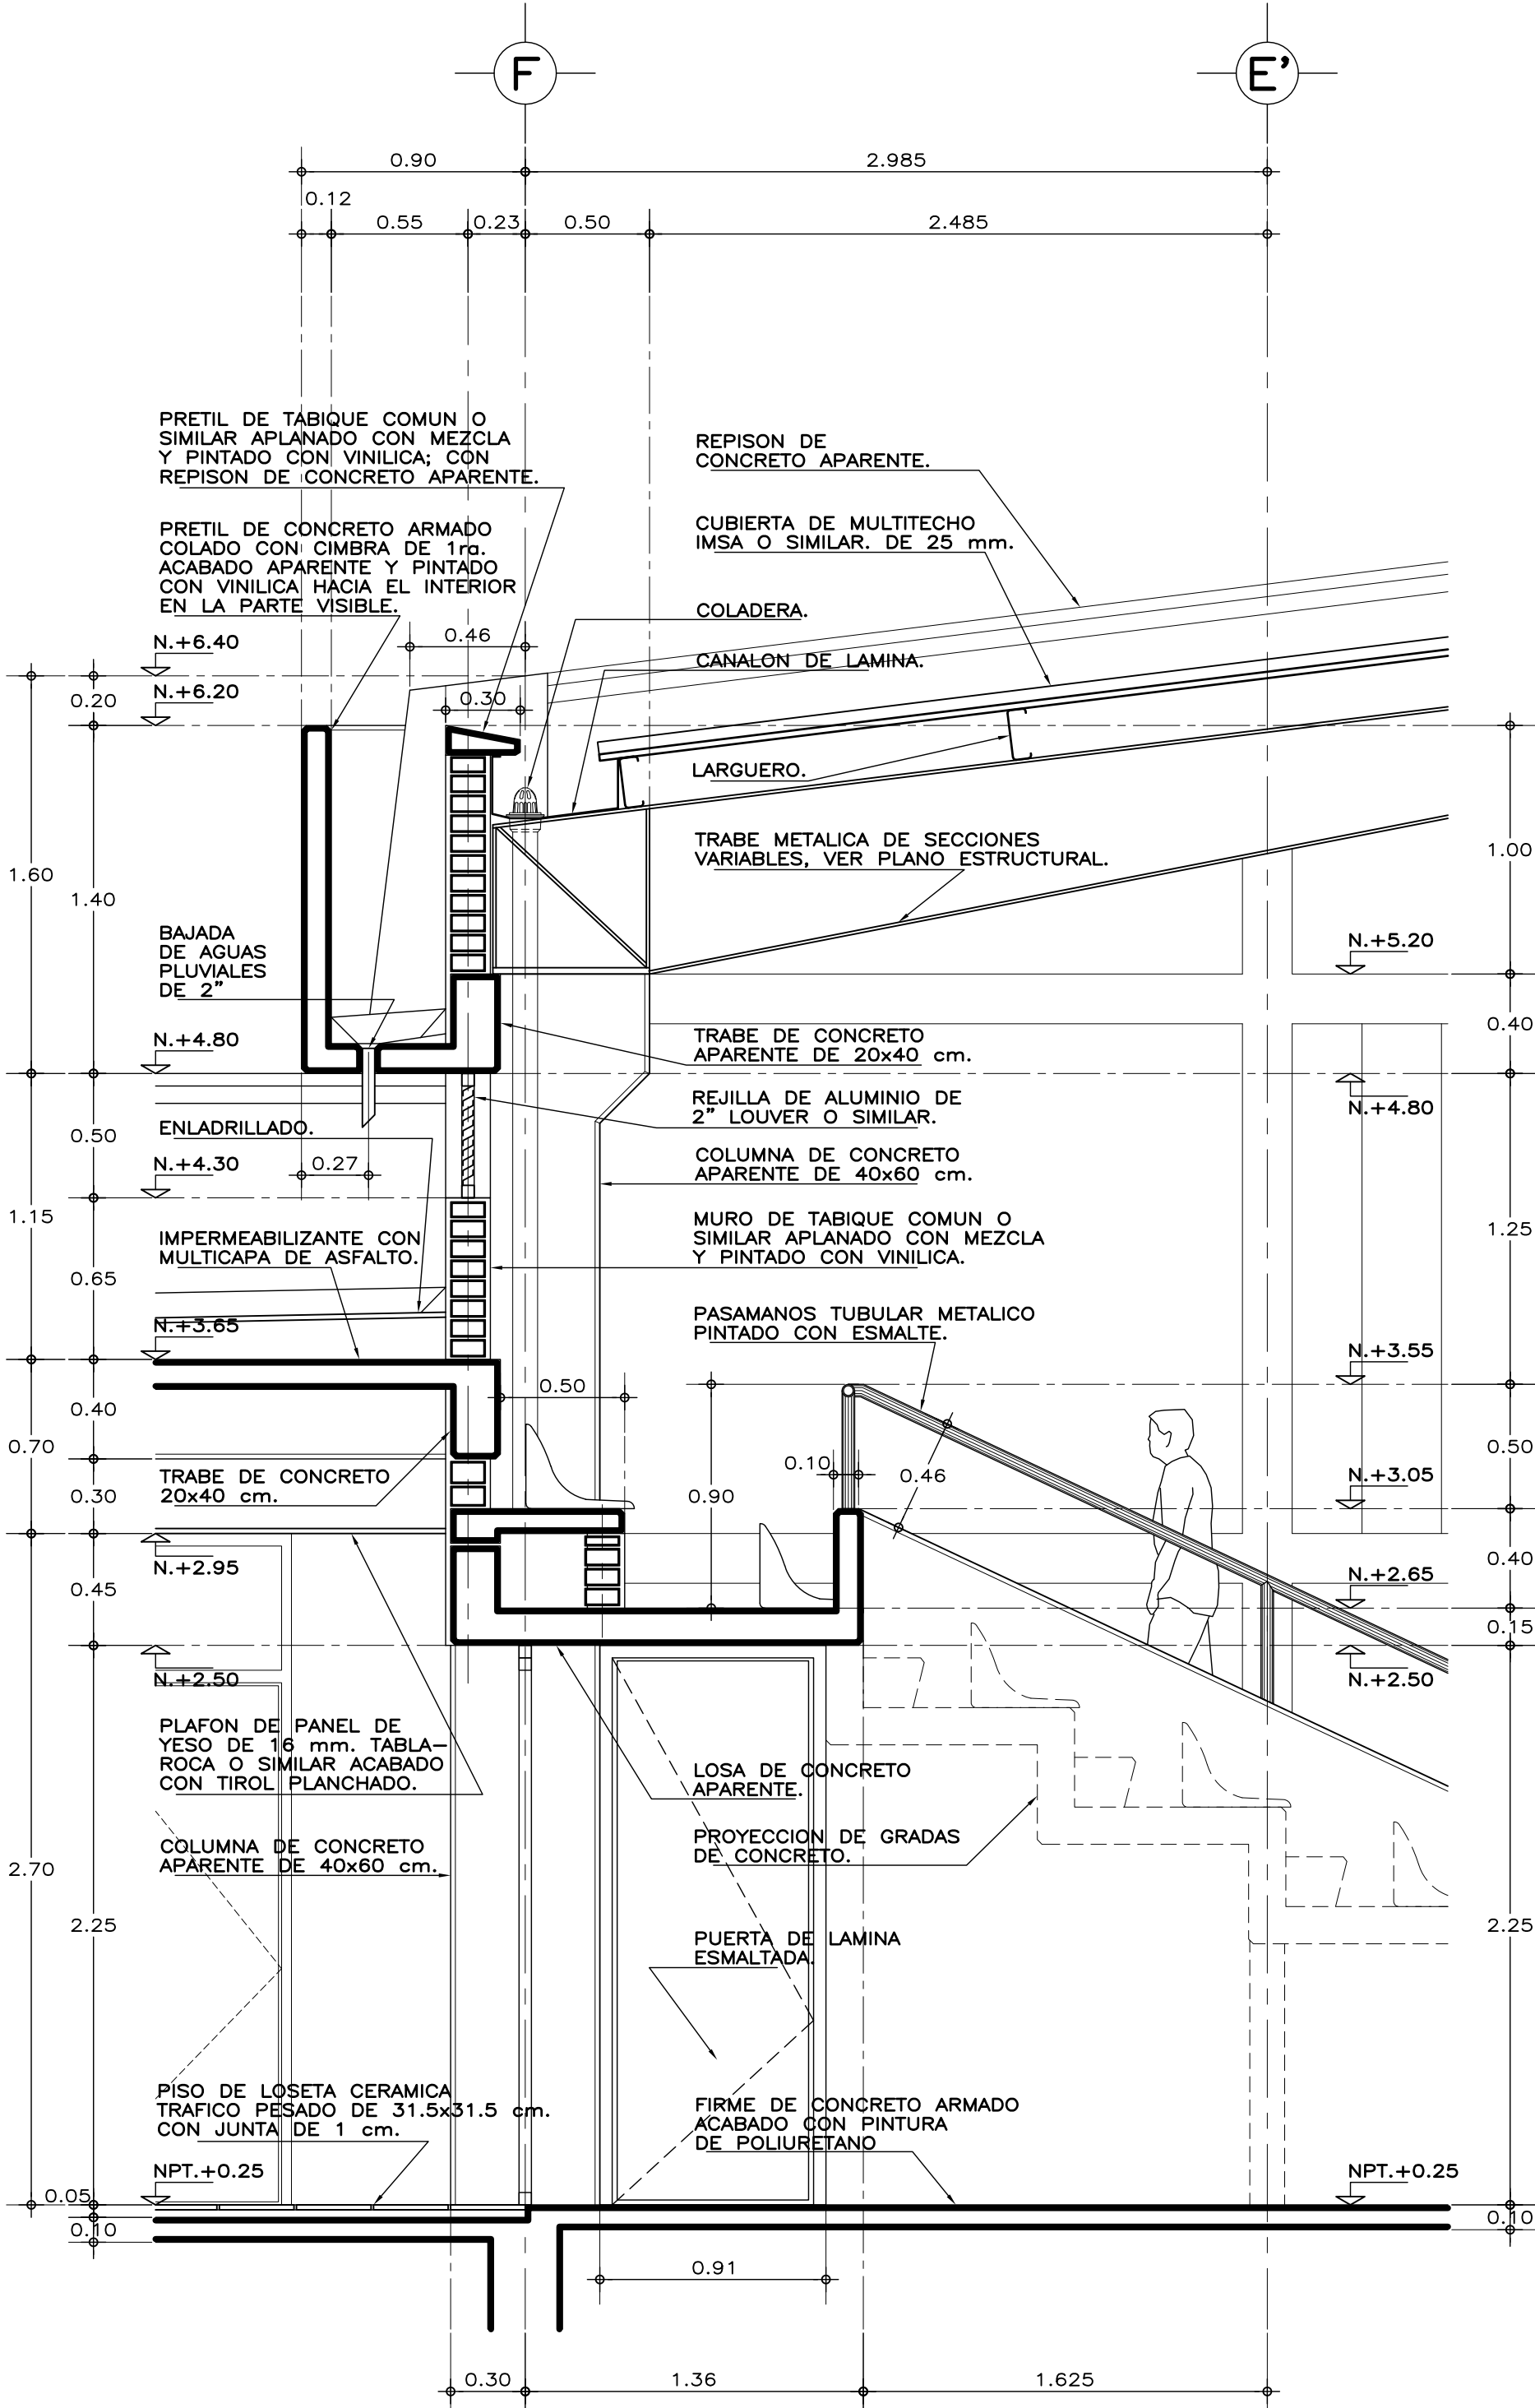 F
E’
0.90
2.985
0.12
0.55
0.23
0.50
2.485
PRETIL DE TABIQUE COMUN O
SIMILAR APLANADO CON MEZCLA
Y PINTADO CON VINILICA; CON
REPISON DE CONCRETO APARENTE.
REPISON DE
CONCRETO APARENTE.
PRETIL DE CONCRETO ARMADO
COLADO CON CIMBRA DE 1ra.
ACABADO APARENTE Y PINTADO
CON VINILICA HACIA EL INTERIOR
EN LA PARTE VISIBLE.
CUBIERTA DE MULTITECHO
IMSA O SIMILAR. DE 25 mm.
COLADERA.
N.+6.40
0.46
CANALON DE LAMINA.
0.20
N.+6.20
0.30
LARGUERO.
TRABE METALICA DE SECCIONES
VARIABLES, VER PLANO ESTRUCTURAL.
1.00
1.60
1.40
BAJADA
DE AGUAS
PLUVIALES
DE 2”
N.+5.20
N.+4.80
TRABE DE CONCRETO
APARENTE DE 20x40 cm.
0.40
REJILLA DE ALUMINIO DE
2” LOUVER O SIMILAR.
N.+4.80
ENLADRILLADO.
0.50
N.+4.30
0.27
COLUMNA DE CONCRETO
APARENTE DE 40x60 cm.
1.15
IMPERMEABILIZANTE CON
MULTICAPA DE ASFALTO.
MURO DE TABIQUE COMUN O
SIMILAR APLANADO CON MEZCLA
Y PINTADO CON VINILICA.
1.25
0.65
N.+3.65
PASAMANOS TUBULAR METALICO
PINTADO CON ESMALTE.
N.+3.55
0.50
0.40
0.70
0.50
0.10
0.46
TRABE DE CONCRETO
20x40 cm.
N.+3.05
0.30
0.90
N.+2.95
0.40
0.45
N.+2.65
0.15
N.+2.50
N.+2.50
PLAFON DE PANEL DE
YESO DE 16 mm. TABLA-
ROCA O SIMILAR ACABADO
CON TIROL PLANCHADO.
LOSA DE CONCRETO
APARENTE.
COLUMNA DE CONCRETO
APARENTE DE 40x60 cm.
PROYECCION DE GRADAS
DE CONCRETO.
2.70
2.25
2.25
PUERTA DE LAMINA
ESMALTADA.
PISO DE LOSETA CERAMICA
TRAFICO PESADO DE 31.5x31.5 cm.
CON JUNTA DE 1 cm.
FIRME DE CONCRETO ARMADO
ACABADO CON PINTURA
DE POLIURETANO
NPT.+0.25
NPT.+0.25
0.05
0.10
0.10
0.91
0.30
1.36
1.625